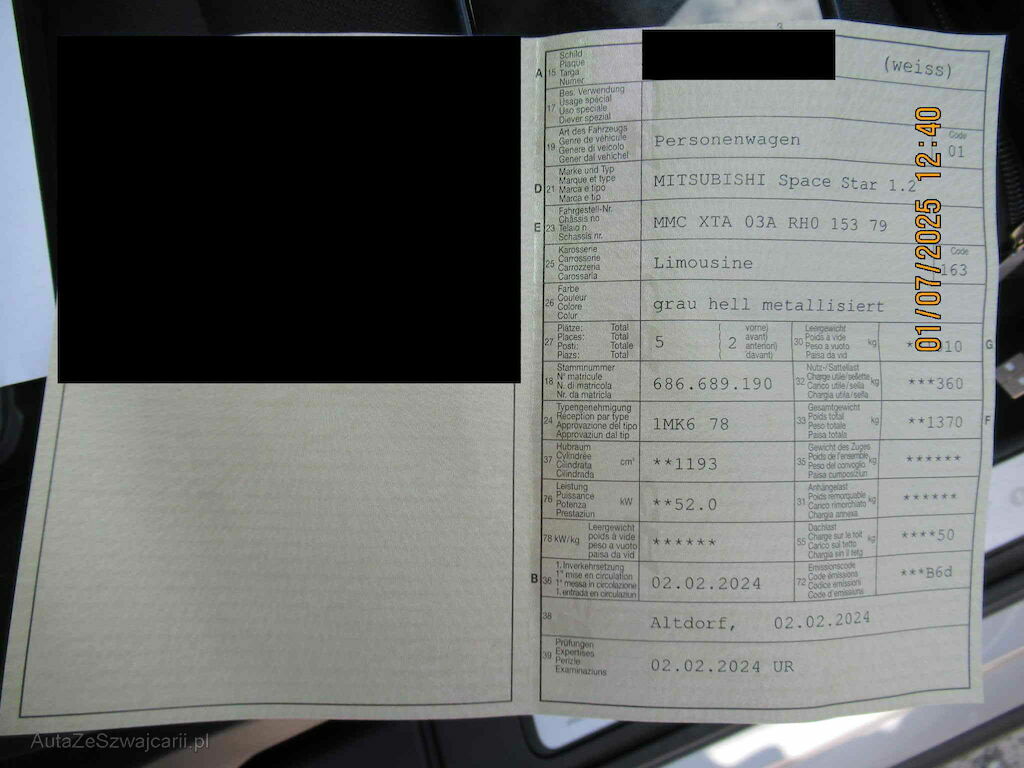 3
A 15 Schild
Plaque
Targa
Numer
(weiss)
17 Bes. Verwendung
Usage spécial
Uso speciale
Diever spezial
19 Art des Fahrzeugs
Genre de véhicule
Genere di veicolo
Gener dal vehichel
Personenwagen
Code
01
D 21 Marke und Typ
Marque et type
Marca e tipo
Marca e tip
MITSUBISHI Space Star 1.2
E 23 Fahrgestell-Nr.
Châssis no
Telaio n.
Schassis nr.
MMC XTA 03A RH0 153 79
25 Karosserie
Carrosserie
Carrozzeria
Carossaria
Limousine
Code
163
26 Farbe
Couleur
Colore
Colur
grau hell metallisiert
27 Plätze: Total
Places: Total
Posti: Totale
Plazs: Total
5
( 2 vorne)
avant)
anteriori)
davant)
30 Leergewicht
Poids à vide
Peso a vuoto
Paisa da vid
kg
10
G
18 Stammnummer
N° matricule
N. di matricola
Nr. da matricla
686.689.190
32 Nutz-/Sattellast
Charge utile/sellette
Carico utile/sella
Chargia utila/sella
kg
***360
24 Typengenehmigung
Réception par type
Approvazione del tipo
Approvaziun dal tip
1MK6 78
33 Gesamtgewicht
Poids total
Peso totale
Paisa totala
kg
**1370
F
37 Hubraum
Cylindrée
Cilindrata
Cilindrada
cm³
**1193
35 Gewicht des Zuges
Poids de l'ensemble
Peso del convoglio
Paisa cumposiziun
kg
******
76 Leistung
Puissance
Potenza
Prestaziun
kW
**52.0
31 Anhängelast
Poids remorquable
Carico rimorchiato
Chargia annexa
kg
******
78 kW/kg Leergewicht
poids à vide
peso a vuoto
paisa da vid
******
55 Dachlast
Charge sur le toit
Carico sul tetto
Chargia sin il tetg
kg
****50
B 36 1. Inverkehrsetzung
1re mise en circulation
1a messa in circolazione
1. entrada en circulaziun
02.02.2024
72 Emissionscode
Code émissions
Codice emissioni
Code d'emissiuns
***B6d
38
Altdorf, 02.02.2024
39 Prüfungen
Expertises
Perizie
Examinaziuns
02.02.2024 UR
01/07/2025 12:40
AutaZeSzwajcarii.pl